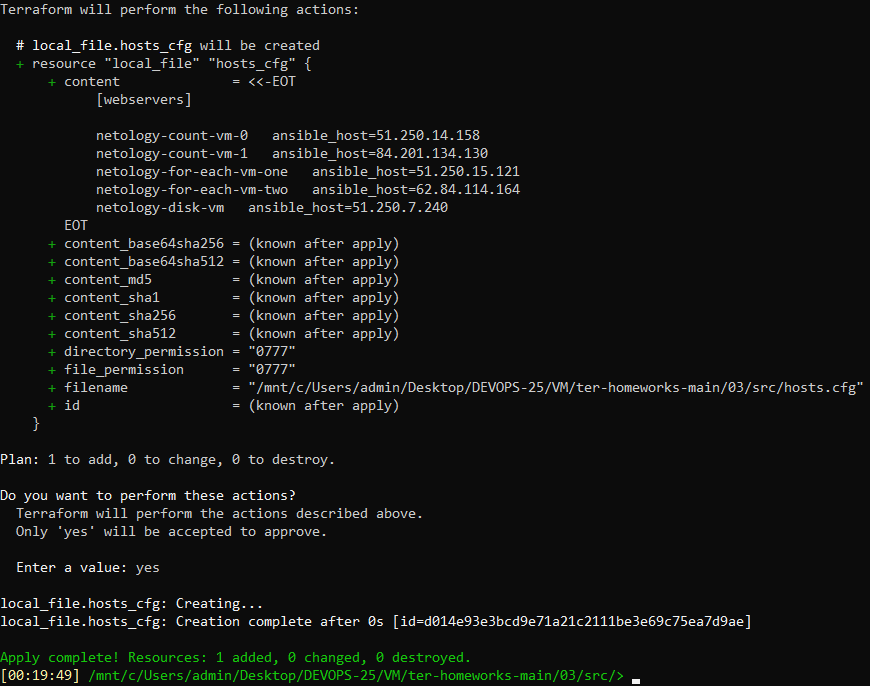 Terraform will perform the following actions:

  # local_file.hosts_cfg will be created
  + resource "local_file" "hosts_cfg" {
      + content              = <<-EOT
            [webservers]

            netology-count-vm-0   ansible_host=51.250.14.158
            netology-count-vm-1   ansible_host=84.201.134.130
            netology-for-each-vm-one   ansible_host=51.250.15.121
            netology-for-each-vm-two   ansible_host=62.84.114.164
            netology-disk-vm   ansible_host=51.250.7.240
        EOT
      + content_base64sha256 = (known after apply)
      + content_base64sha512 = (known after apply)
      + content_md5          = (known after apply)
      + content_sha1         = (known after apply)
      + content_sha256       = (known after apply)
      + content_sha512       = (known after apply)
      + directory_permission = "0777"
      + file_permission      = "0777"
      + filename             = "/mnt/c/Users/admin/Desktop/DEVOPS-25/VM/ter-homeworks-main/03/src/hosts.cfg"
      + id                   = (known after apply)
    }

Plan: 1 to add, 0 to change, 0 to destroy.

Do you want to perform these actions?
  Terraform will perform the actions described above.
  Only 'yes' will be accepted to approve.

  Enter a value: yes

local_file.hosts_cfg: Creating...
local_file.hosts_cfg: Creation complete after 0s [id=d014e93e3bcd9e71a21c2111be3e69c75ea7d9ae]

Apply complete! Resources: 1 added, 0 changed, 0 destroyed.
[00:19:49] /mnt/c/Users/admin/Desktop/DEVOPS-25/VM/ter-homeworks-main/03/src/>